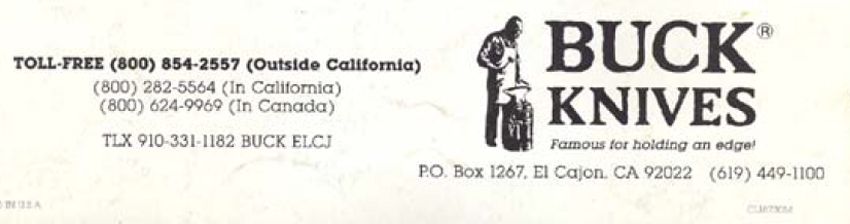 TOLL-FREE (800) 854-2557 (Outside California)
(800) 282-5564 (In California)
(800) 624-9969 (In Canada)
TLX 910-331-1182 BUCK ELCJ
BUCK®
KNIVES
Famous for holding an edge!
P.O. Box 1267, El Cajon, CA 92022 (619) 449-1100
IN U.S.A.